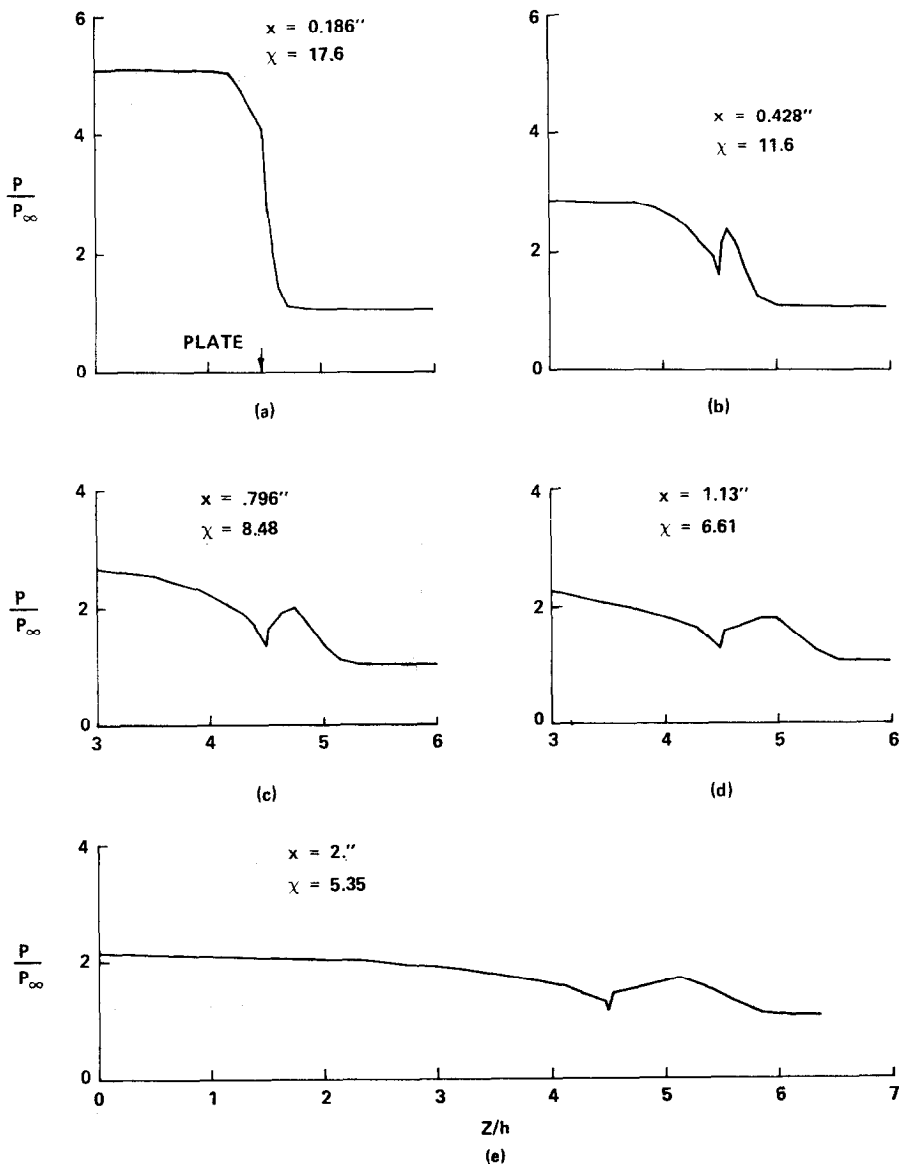 6
x = 0.186″
χ = 17.6
4
P
P∞
2
PLATE
0
(a)
6
x = 0.428″
χ = 11.6
4
2
0
(b)
4
x = .796″
χ = 8.48
P
P∞
2
0
3 4 5 6
(c)
4
x = 1.13″
χ = 6.61
P
P∞
2
0
3 4 5 6
(d)
4
x = 2.″
χ = 5.35
P
P∞
2
0
0 1 2 3 4 5 6 7
Z/h
(e)